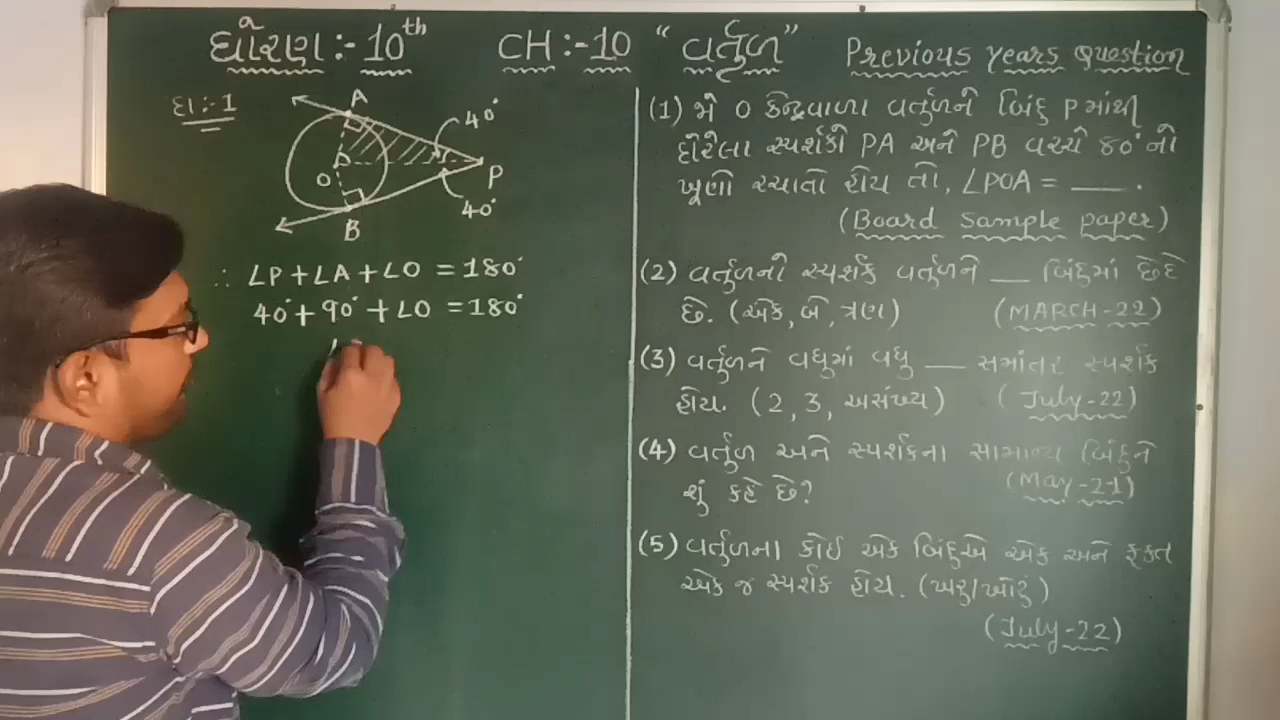 ધોરણ :- 10th CH :- 10 "વર્તુળ" Previous years question
દા :- 1
A
40°
O
P
40°
B
∴ ∠P + ∠A + ∠O = 180°
40° + 90° + ∠O = 180°
(1) જો O કેન્દ્રવાળા વર્તુળને બિંદુ P માંથી
દોરેલા સ્પર્શકો PA અને PB વચ્ચે 80° નો
ખૂણો રચાતો હોય તો, ∠POA = ___ .
(Board Sample paper)
(2) વર્તુળનો સ્પર્શક વર્તુળને __ બિંદુમાં છેદે
છે. (એક, બે, ત્રણ) (MARCH-22)
(3) વર્તુળને વધુમાં વધુ __ સમાંતર સ્પર્શક
હોય. (2, 3, અસંખ્ય) (July-22)
(4) વર્તુળ અને સ્પર્શકના સામાન્ય બિંદુને
શું કહે છે? (May-21)
(5) વર્તુળના કોઈ એક બિંદુએ એક અને ફક્ત
એક જ સ્પર્શક હોય. (ખરું/ખોટું)
(July-22)